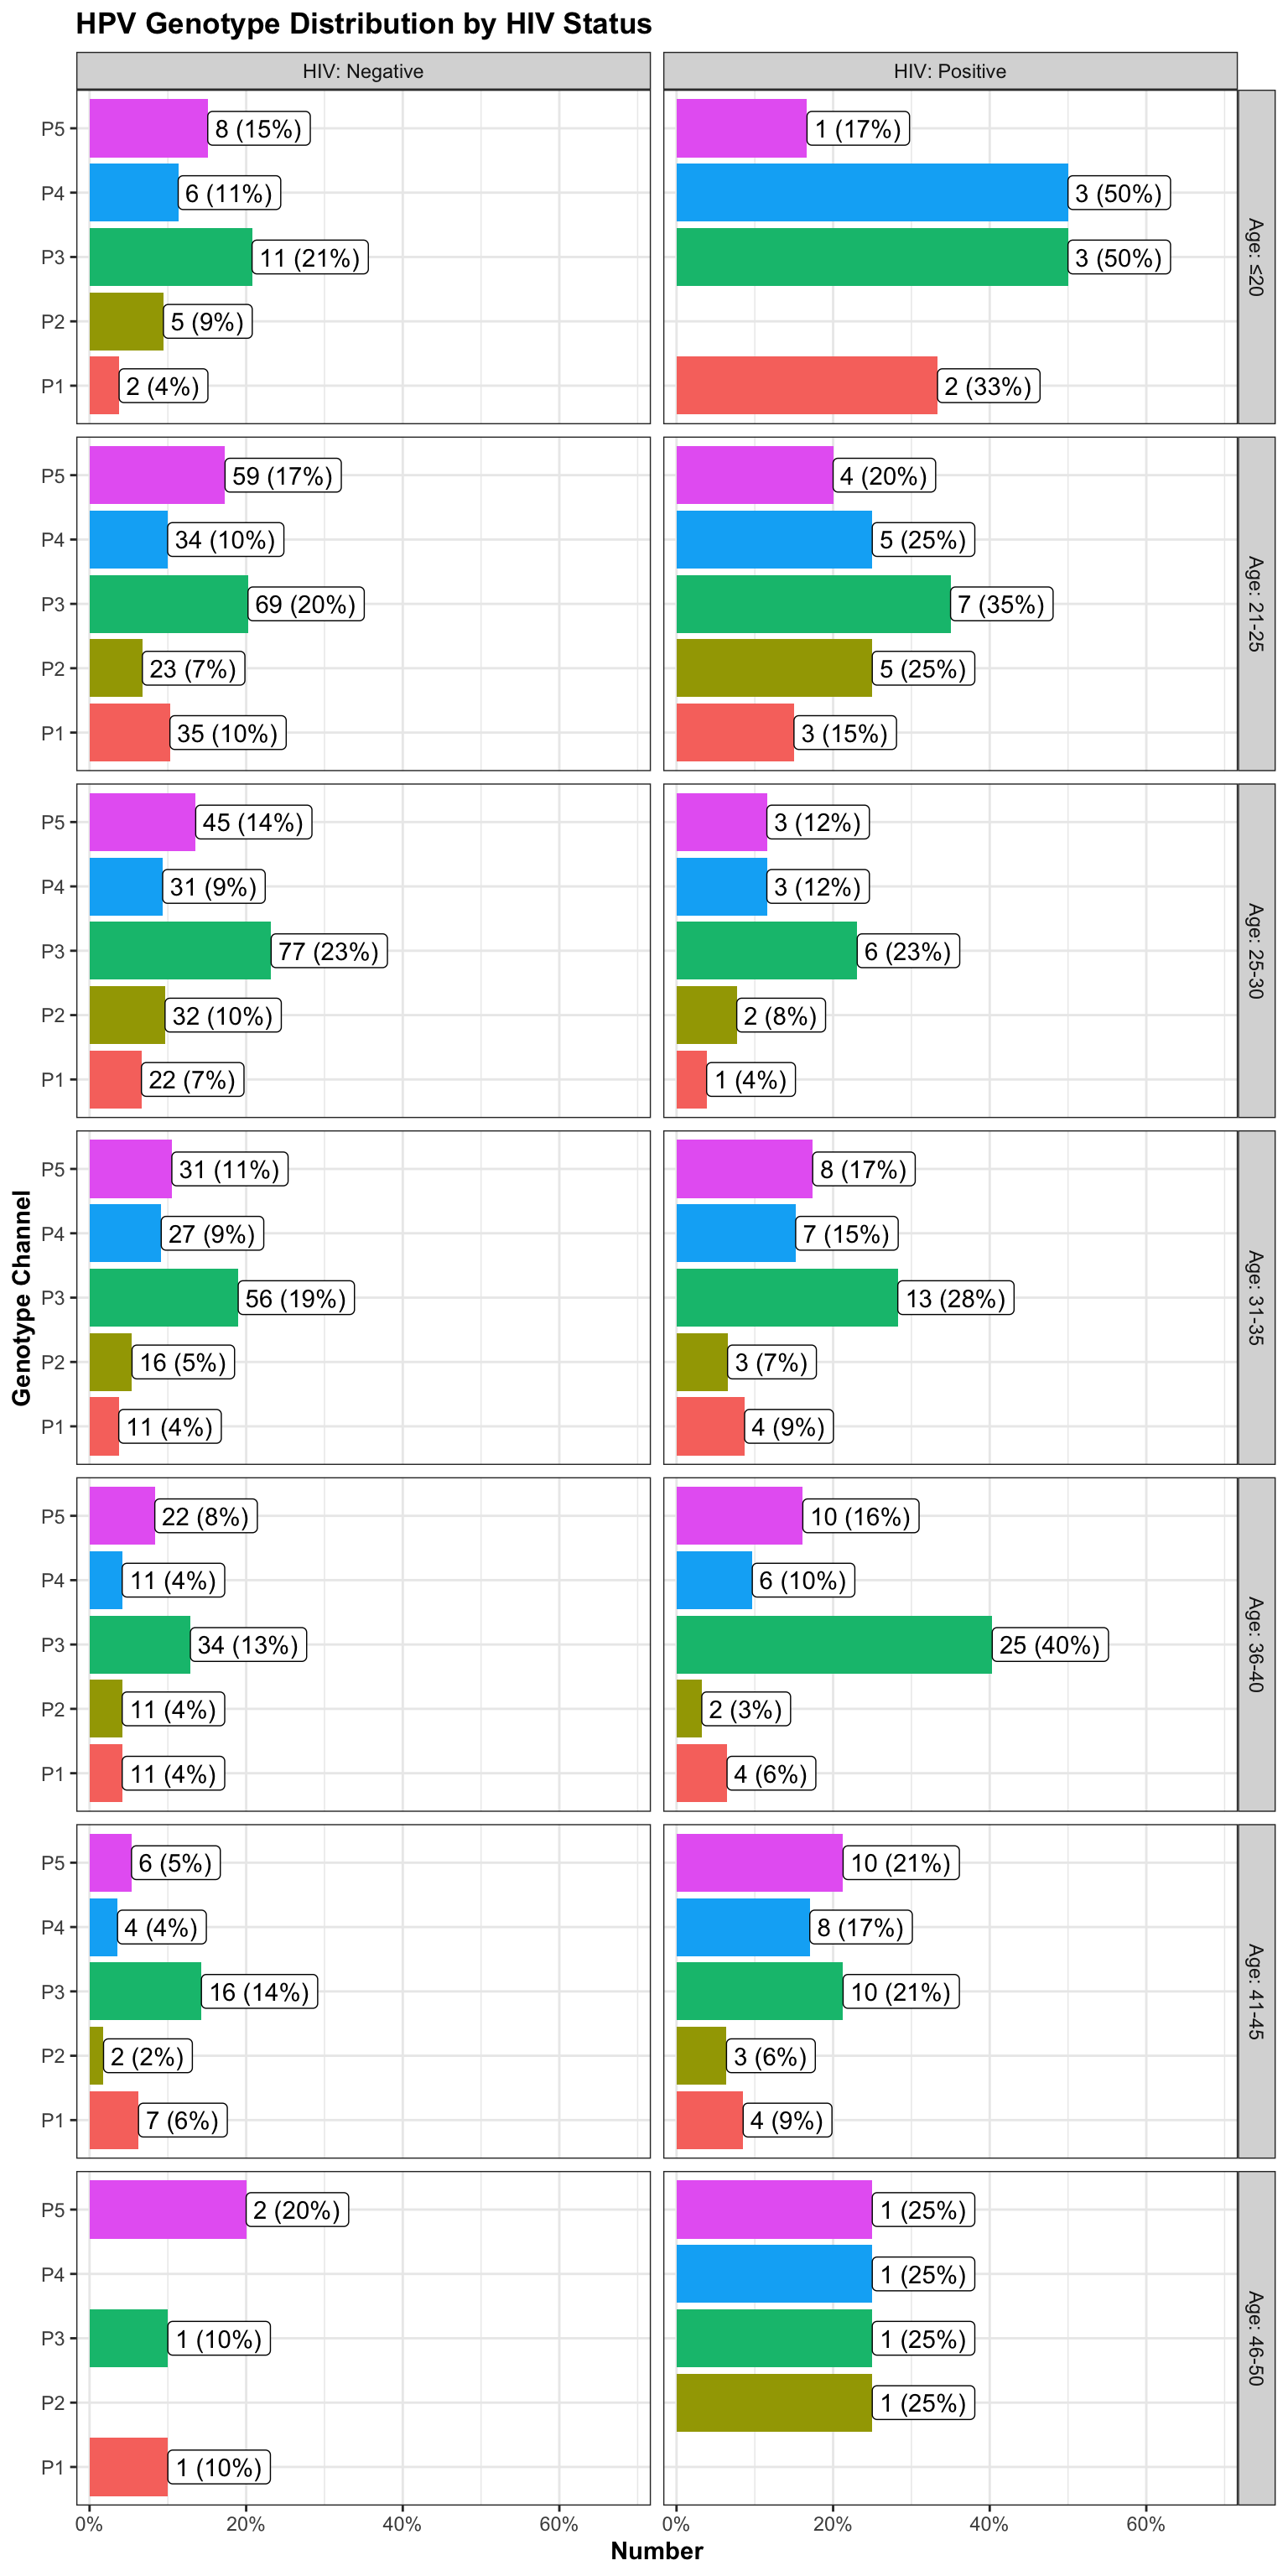 HPV Genotype Distribution by HIV Status
HIV: Negative
HIV: Positive
P5
8 (15%)
1 (17%)
P4
6 (11%)
3 (50%)
P3
11 (21%)
3 (50%)
P2
5 (9%)
P1
2 (4%)
2 (33%)
Age: ≤20
P5
59 (17%)
4 (20%)
P4
34 (10%)
5 (25%)
P3
69 (20%)
7 (35%)
P2
23 (7%)
5 (25%)
P1
35 (10%)
3 (15%)
Age: 21-25
P5
45 (14%)
3 (12%)
P4
31 (9%)
3 (12%)
P3
77 (23%)
6 (23%)
P2
32 (10%)
2 (8%)
P1
22 (7%)
1 (4%)
Age: 25-30
P5
31 (11%)
8 (17%)
P4
27 (9%)
7 (15%)
P3
56 (19%)
13 (28%)
P2
16 (5%)
3 (7%)
P1
11 (4%)
4 (9%)
Age: 31-35
Genotype Channel
P5
22 (8%)
10 (16%)
P4
11 (4%)
6 (10%)
P3
34 (13%)
25 (40%)
P2
11 (4%)
2 (3%)
P1
11 (4%)
4 (6%)
Age: 36-40
P5
6 (5%)
10 (21%)
P4
4 (4%)
8 (17%)
P3
16 (14%)
10 (21%)
P2
2 (2%)
3 (6%)
P1
7 (6%)
4 (9%)
Age: 41-45
P5
2 (20%)
1 (25%)
P4
1 (25%)
P3
1 (10%)
1 (25%)
P2
1 (25%)
P1
1 (10%)
Age: 46-50
0%
20%
40%
60%
0%
20%
40%
60%
Number